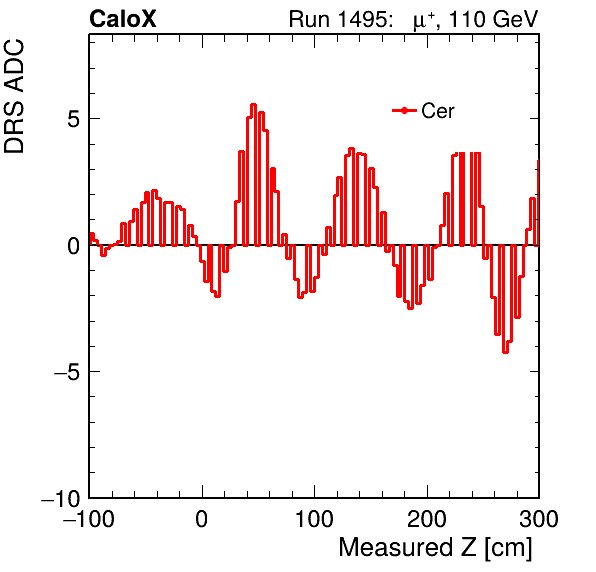 CaloX Run 1495: μ⁺, 110 GeV
DRS ADC
Cer
5
0
−5
−10
−100 0 100 200 300
Measured Z [cm]